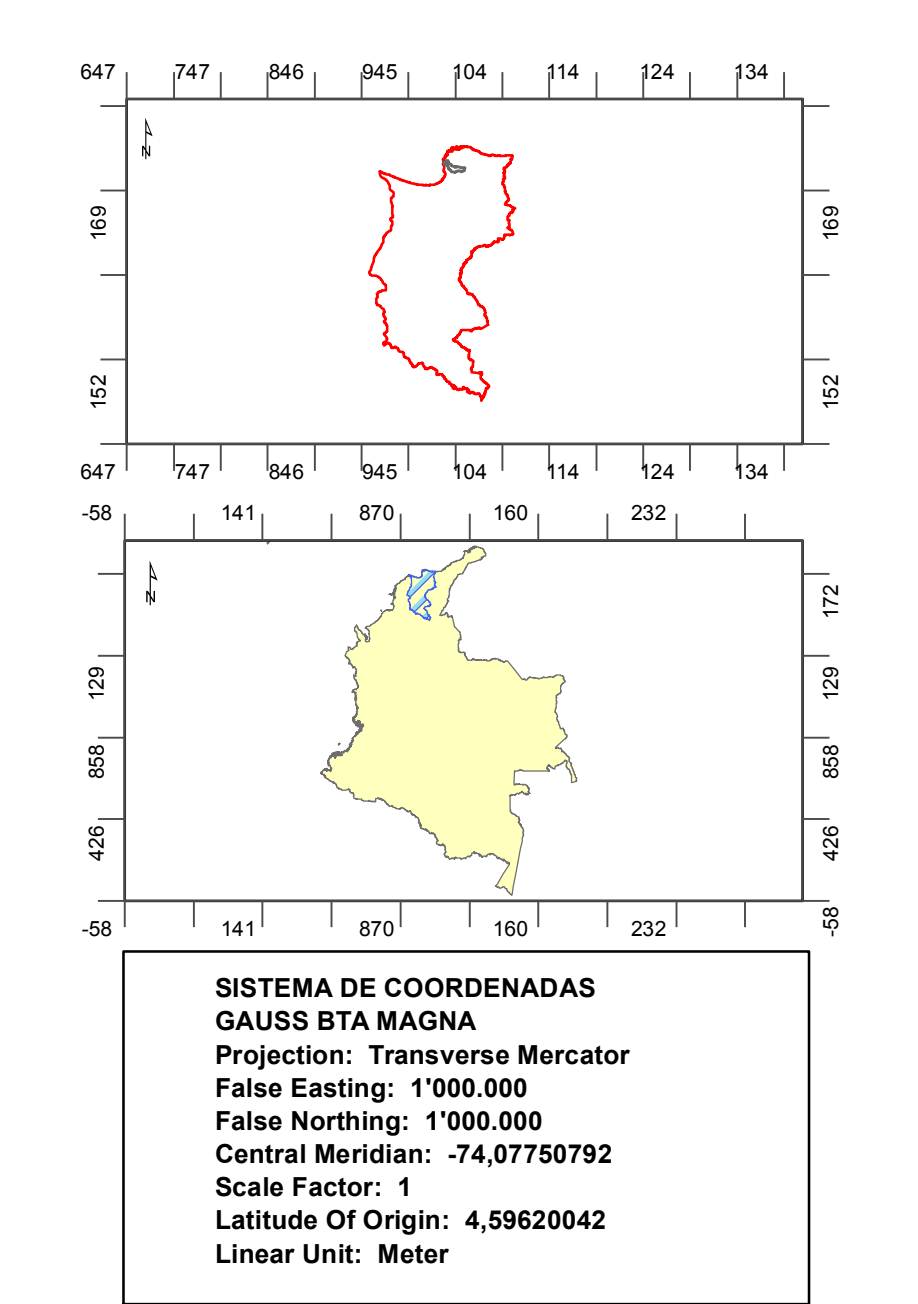 647 747 846 945 104 114 124 134
N
169 169
152 152
647 747 846 945 104 114 124 134
-58 141 870 160 232
N
172
129 129
858 858
426 426
-58
-58 141 870 160 232
SISTEMA DE COORDENADAS
GAUSS BTA MAGNA
Projection: Transverse Mercator
False Easting: 1'000.000
False Northing: 1'000.000
Central Meridian: -74,07750792
Scale Factor: 1
Latitude Of Origin: 4,59620042
Linear Unit: Meter